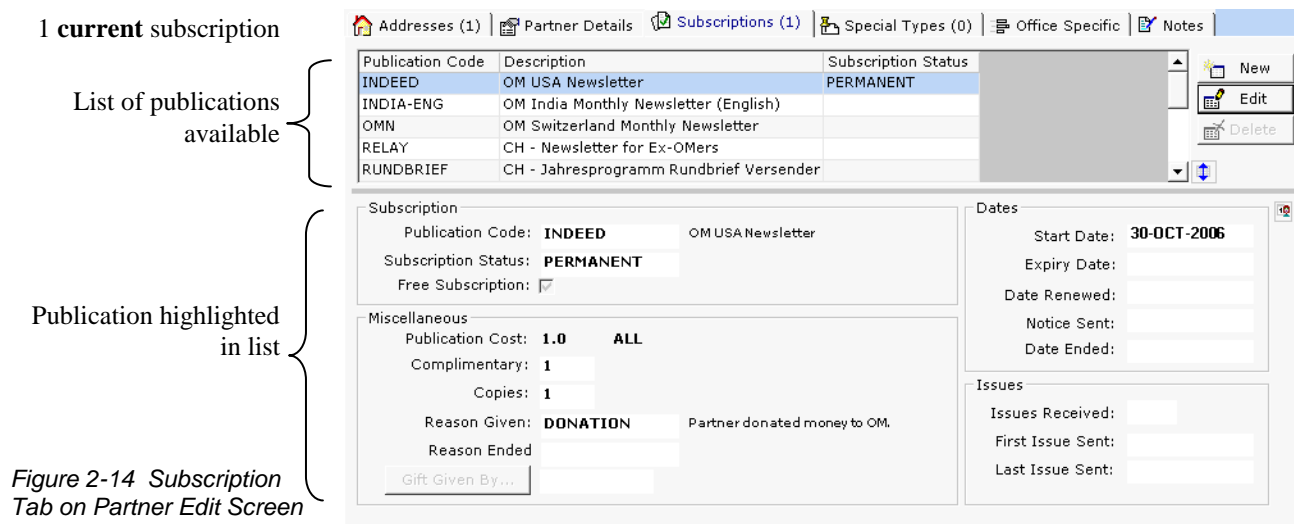 1 current subscription
Addresses (1) Partner Details Subscriptions (1) Special Types (0) Office Specific Notes
List of publications
available
Publication Code Description Subscription Status
INDEED OM USA Newsletter PERMANENT
INDIA-ENG OM India Monthly Newsletter (English)
OMN OM Switzerland Monthly Newsletter
RELAY CH - Newsletter for Ex-OMers
RUNDBRIEF CH - Jahresprogramm Rundbrief Versender
New
Edit
Delete
Publication highlighted
in list
Subscription
Publication Code: INDEED OM USA Newsletter
Subscription Status: PERMANENT
Free Subscription:
Miscellaneous
Publication Cost: 1.0 ALL
Complimentary: 1
Copies: 1
Reason Given: DONATION Partner donated money to OM.
Reason Ended
Gift Given By...
Dates
Start Date: 30-OCT-2006
Expiry Date:
Date Renewed:
Notice Sent:
Date Ended:
Issues
Issues Received:
First Issue Sent:
Last Issue Sent:
Figure 2-14 Subscription
Tab on Partner Edit Screen